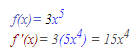 f(x) = 3x⁵
f '(x) = 3(5x⁴) = 15x⁴